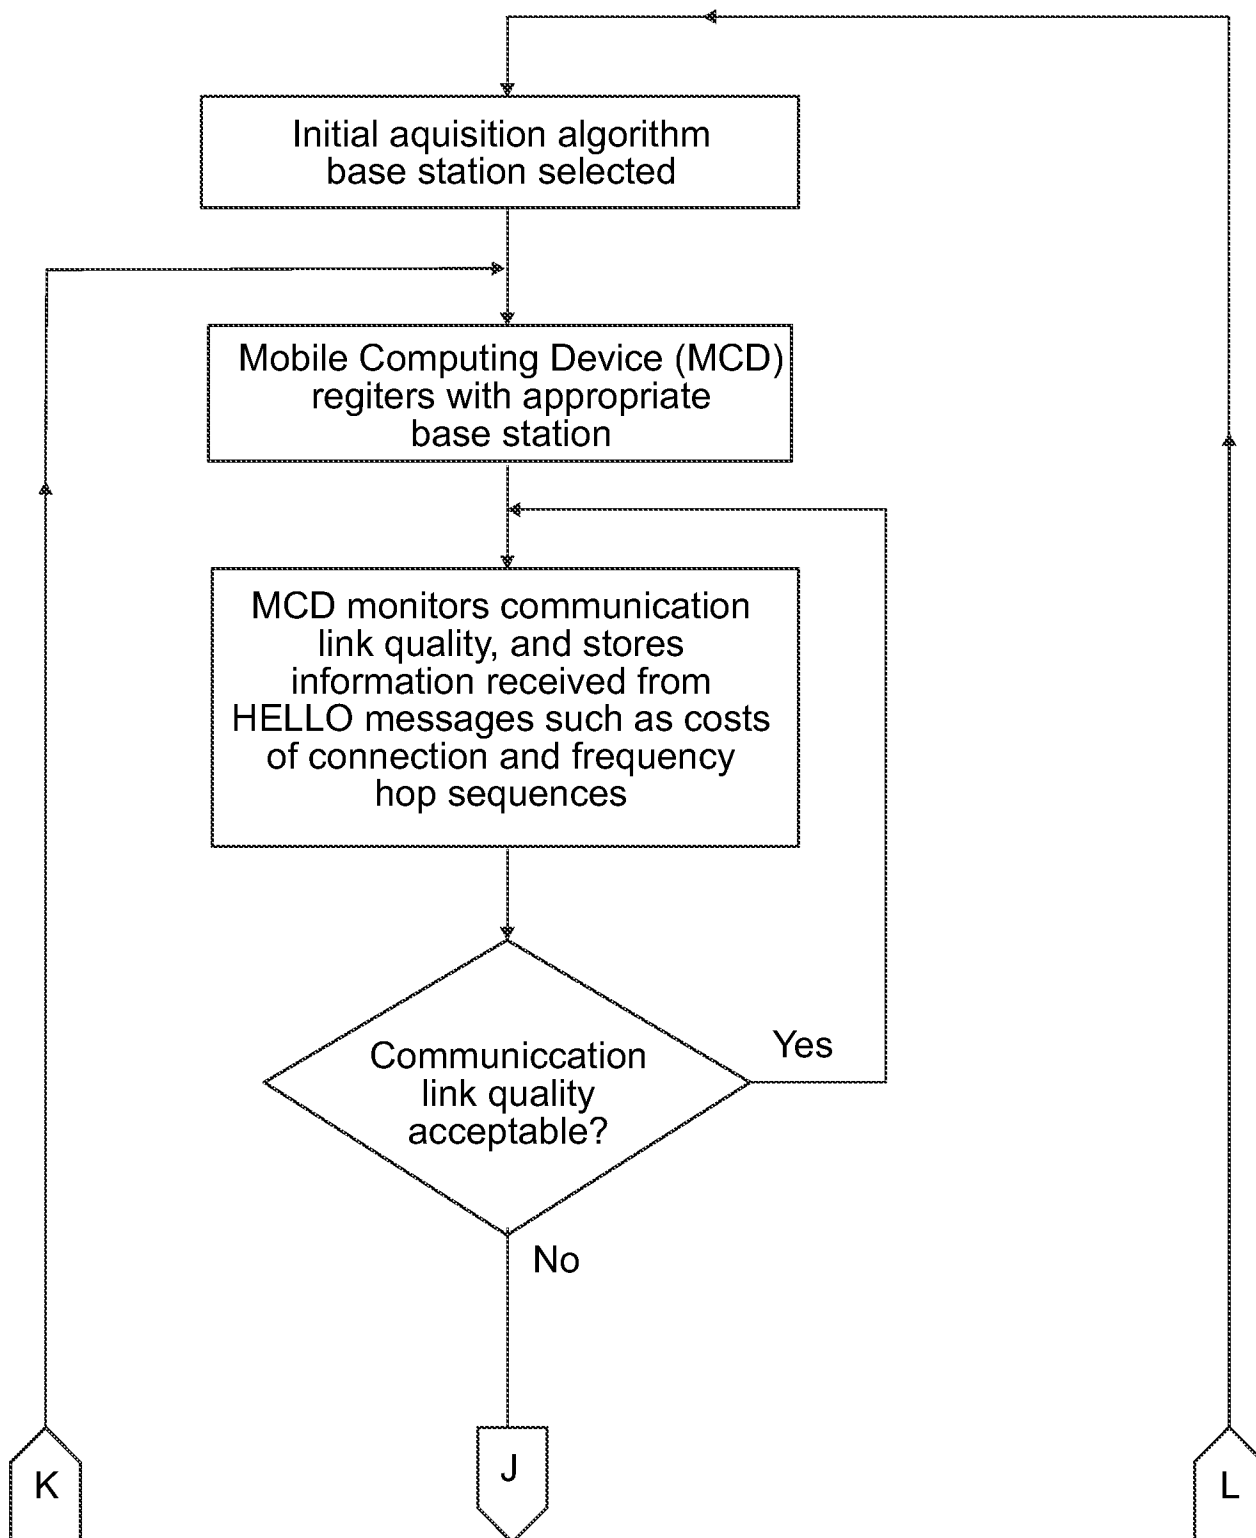 Initial aquisition algorithm
base station selected
Mobile Computing Device (MCD)
regiters with appropriate
base station
MCD monitors communication
link quality, and stores
information received from
HELLO messages such as costs
of connection and frequency
hop sequences
Communiccation
link quality
acceptable?
Yes
No
K
J
L